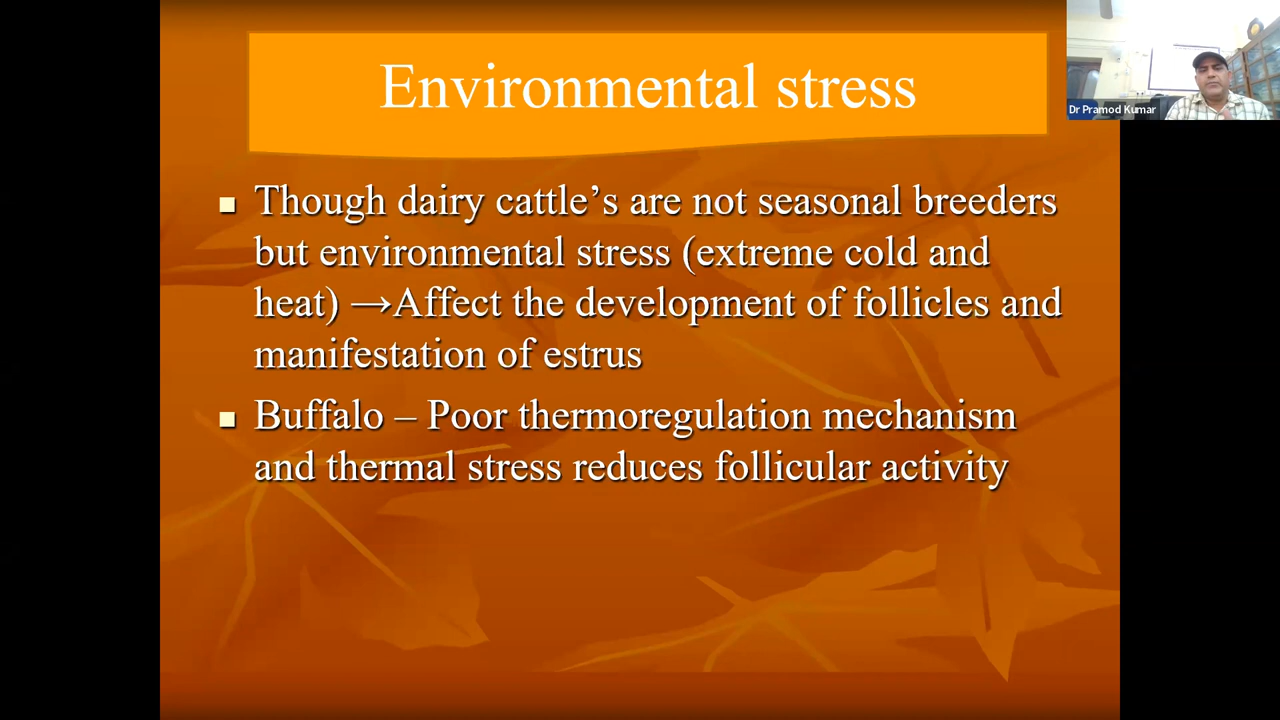 Environmental stress
Dr Pramod Kumar
■ Though dairy cattle’s are not seasonal breeders
but environmental stress (extreme cold and
heat) →Affect the development of follicles and
manifestation of estrus
■ Buffalo – Poor thermoregulation mechanism
and thermal stress reduces follicular activity